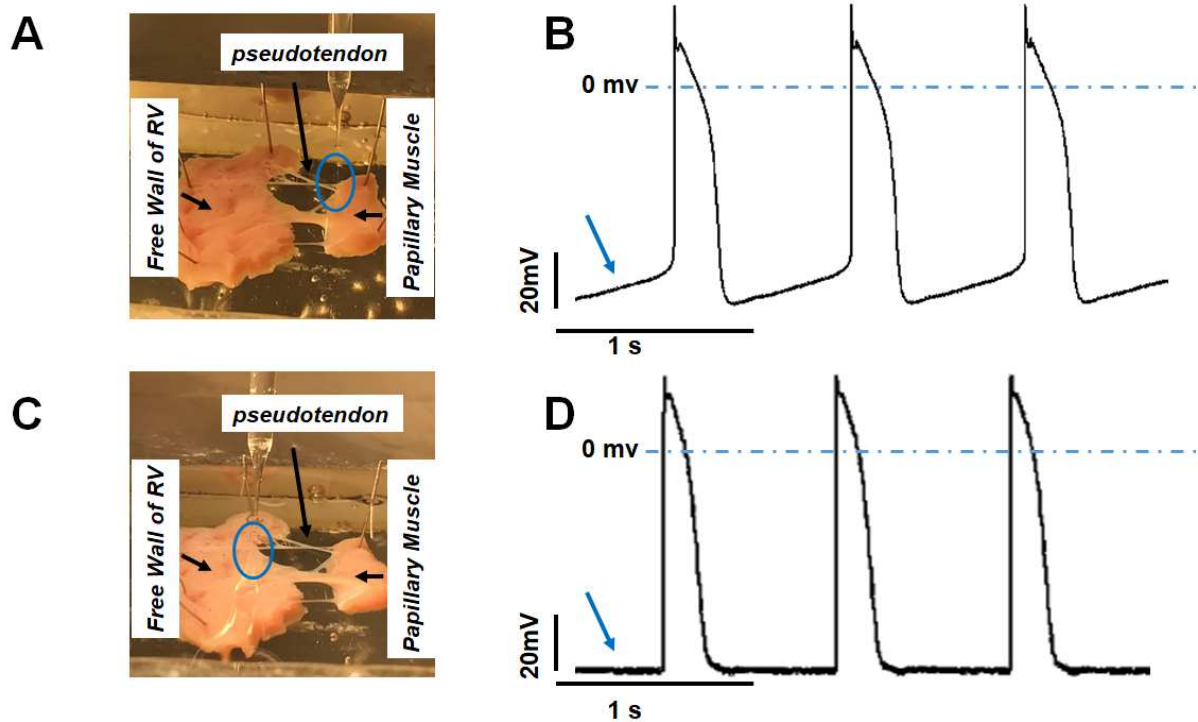 A
pseudotendon
Free Wall of RV
Papillary Muscle
B
0 mv
20mV
1 s
C
pseudotendon
Free Wall of RV
Papillary Muscle
D
0 mv
20mV
1 s